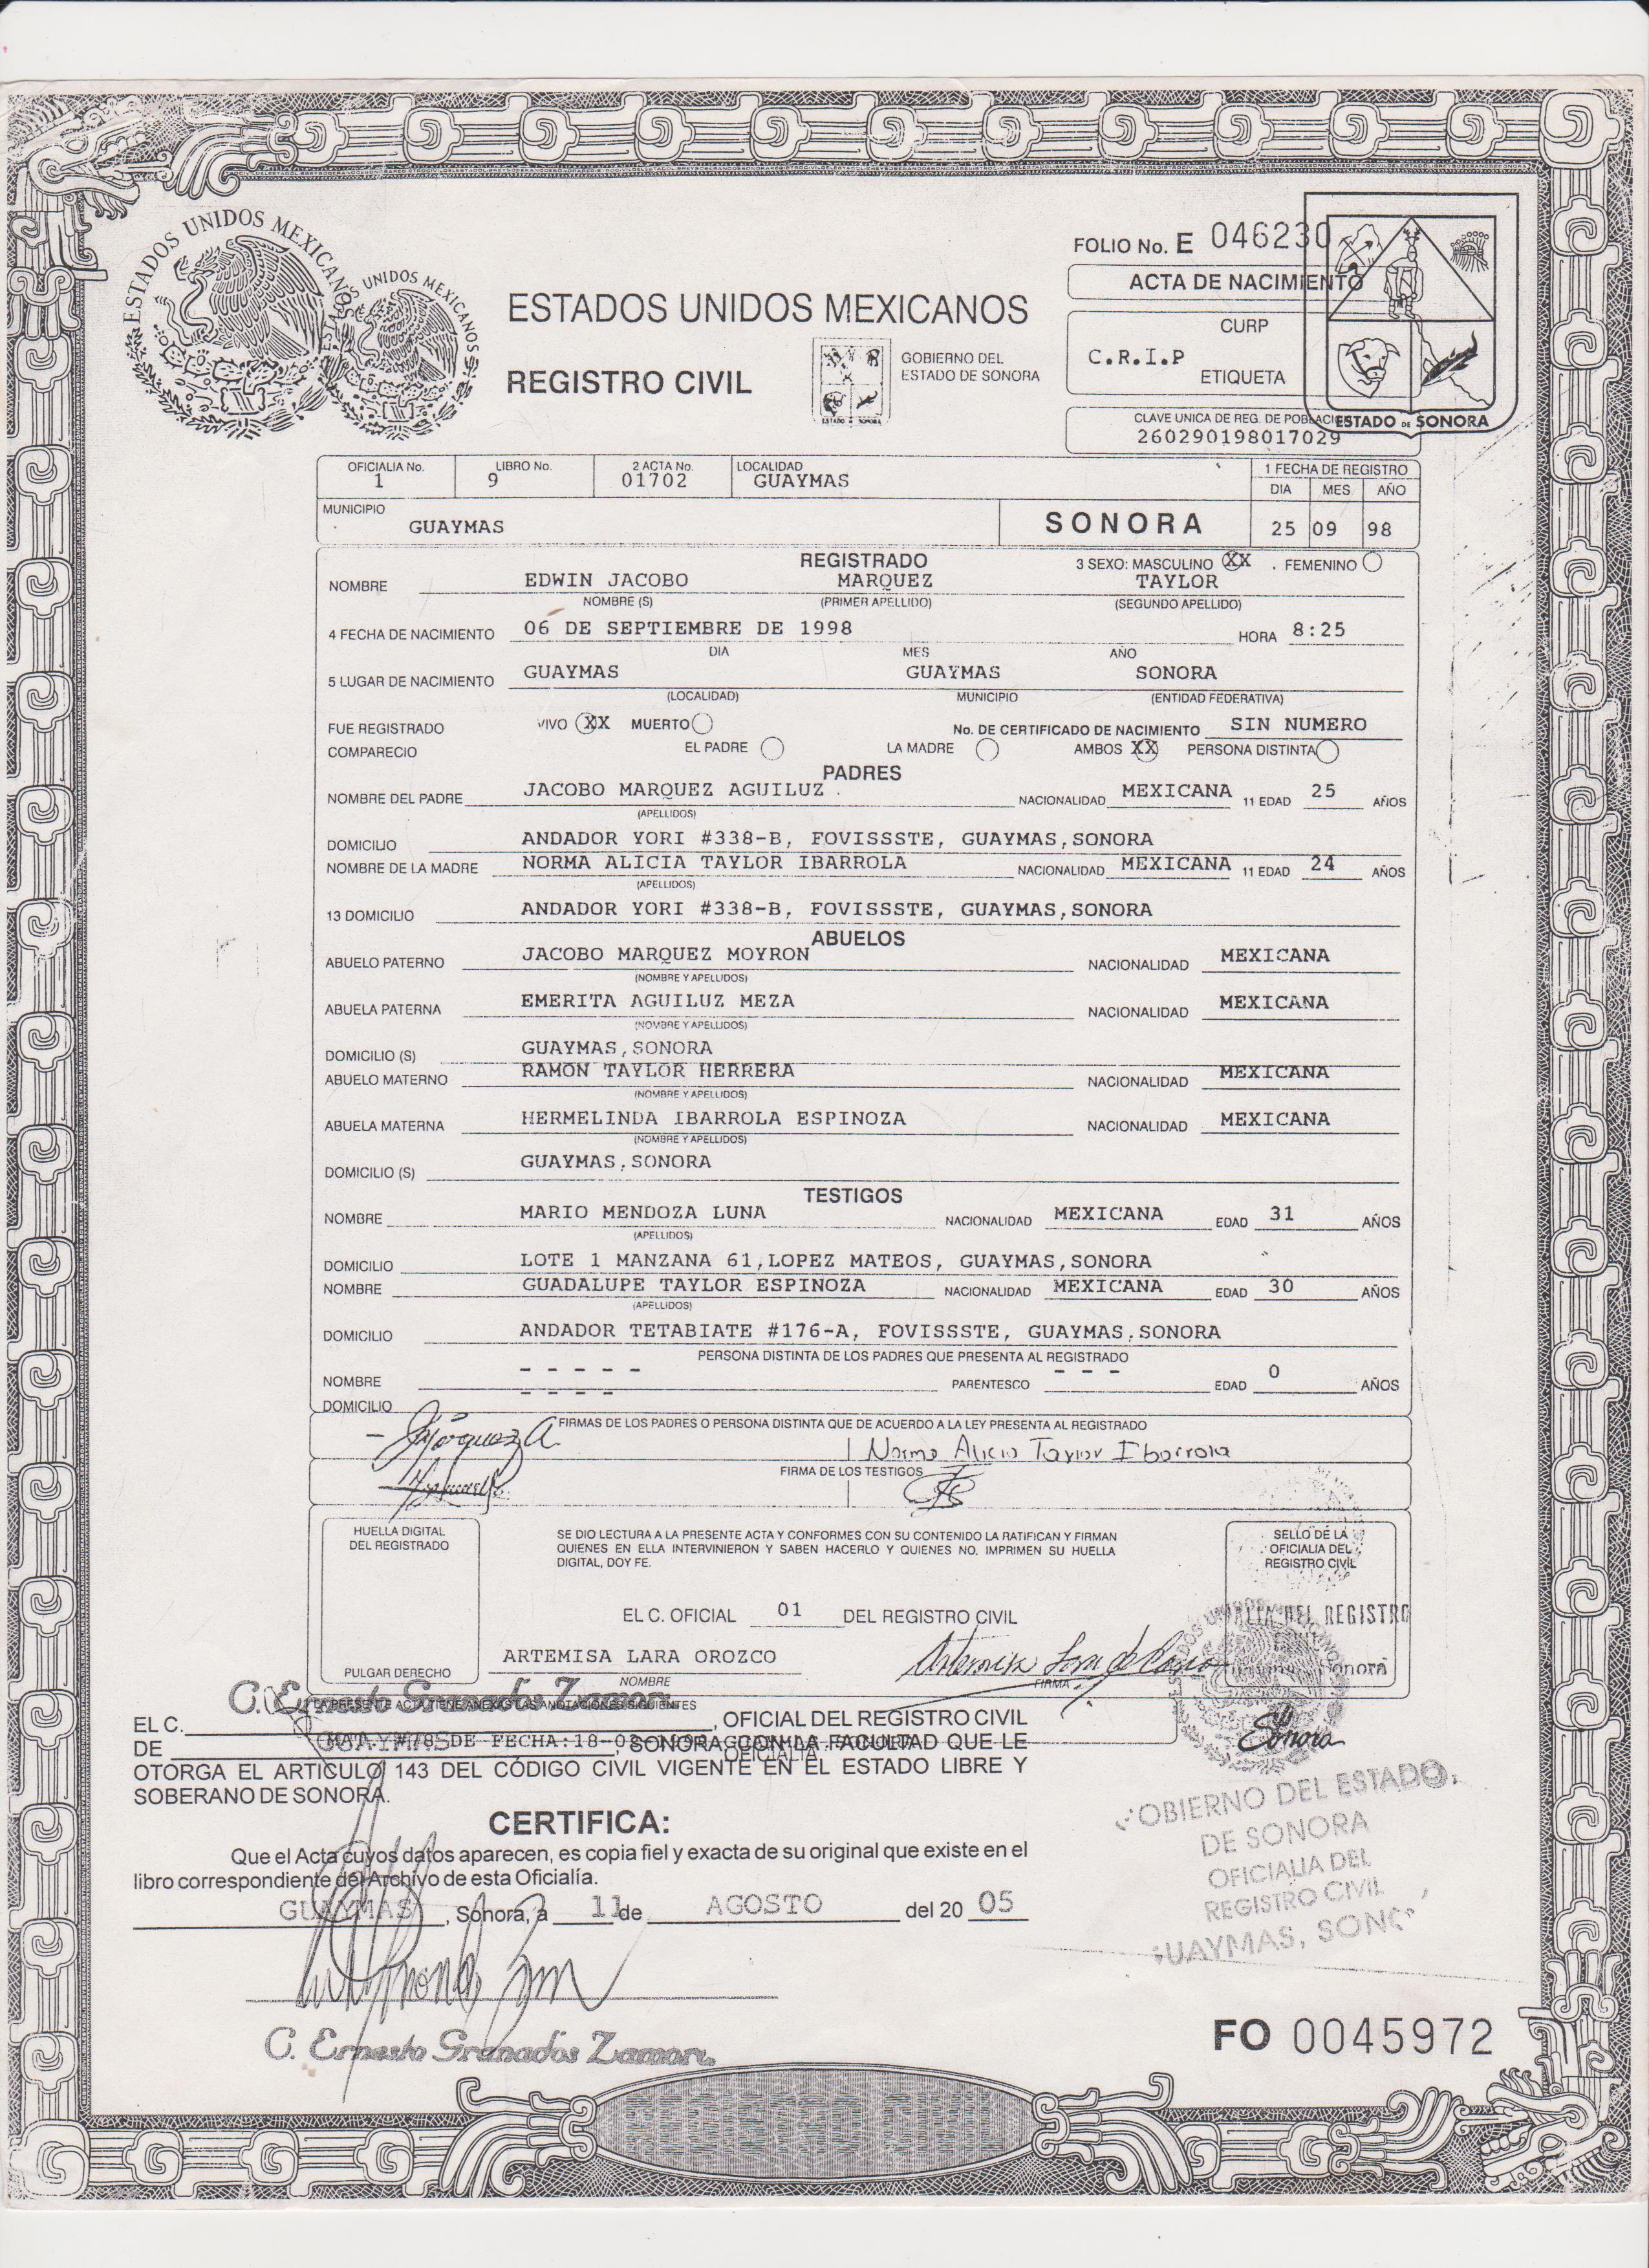 ESTADOS UNIDOS MEXICANOS
UNIDOS MEXICANOS
ESTADOS UNIDOS MEXICANOS
REGISTRO CIVIL
GOBIERNO DEL
ESTADO DE SONORA
ESTADO DE SONORA
FOLIO No. E 046230
ACTA DE NACIMIENTO
CURP
C.R.I.P
ETIQUETA
CLAVE UNICA DE REG. DE
260290198017029
ESTADO DE SONORA
OFICIALIA No. LIBRO No. 2 ACTA No. LOCALIDAD 1 FECHA DE REGISTRO
1 9 01702 GUAYMAS
DIA MES AÑO
MUNICIPIO
GUAYMAS SONORA 25 09 98
REGISTRADO 3 SEXO: MASCULINO XX . FEMENINO
NOMBRE EDWIN JACOBO MARQUEZ TAYLOR
NOMBRE (S) (PRIMER APELLIDO) (SEGUNDO APELLIDO)
4 FECHA DE NACIMIENTO 06 DE SEPTIEMBRE DE 1998 HORA 8:25
DIA MES AÑO
5 LUGAR DE NACIMIENTO GUAYMAS GUAYMAS SONORA
(LOCALIDAD) MUNICIPIO (ENTIDAD FEDERATIVA)
FUE REGISTRADO VIVO XX MUERTO No. DE CERTIFICADO DE NACIMIENTO SIN NUMERO
COMPARECIO EL PADRE LA MADRE AMBOS XX PERSONA DISTINTA
PADRES
NOMBRE DEL PADRE JACOBO MARQUEZ AGUILUZ NACIONALIDAD MEXICANA 11 EDAD 25 AÑOS
(APELLIDOS)
DOMICILIO ANDADOR YORI #338-B, FOVISSSTE, GUAYMAS,SONORA
NOMBRE DE LA MADRE NORMA ALICIA TAYLOR IBARROLA NACIONALIDAD MEXICANA 11 EDAD 24 AÑOS
(APELLIDOS)
13 DOMICILIO ANDADOR YORI #338-B, FOVISSSTE, GUAYMAS,SONORA
ABUELOS
ABUELO PATERNO JACOBO MARQUEZ MOYRON NACIONALIDAD MEXICANA
(NOMBRE Y APELLIDOS)
ABUELA PATERNA EMERITA AGUILUZ MEZA NACIONALIDAD MEXICANA
(NOMBRE Y APELLIDOS)
DOMICILIO (S) GUAYMAS,SONORA
ABUELO MATERNO RAMON TAYLOR HERRERA NACIONALIDAD MEXICANA
(NOMBRE Y APELLIDOS)
ABUELA MATERNA HERMELINDA IBARROLA ESPINOZA NACIONALIDAD MEXICANA
(NOMBRE Y APELLIDOS)
DOMICILIO (S) GUAYMAS,SONORA
TESTIGOS
NOMBRE MARIO MENDOZA LUNA NACIONALIDAD MEXICANA EDAD 31 AÑOS
(APELLIDOS)
DOMICILIO LOTE 1 MANZANA 61,LOPEZ MATEOS, GUAYMAS,SONORA
NOMBRE GUADALUPE TAYLOR ESPINOZA NACIONALIDAD MEXICANA EDAD 30 AÑOS
(APELLIDOS)
DOMICILIO ANDADOR TETABIATE #176-A, FOVISSSTE, GUAYMAS,SONORA
PERSONA DISTINTA DE LOS PADRES QUE PRESENTA AL REGISTRADO
NOMBRE - - - - - PARENTESCO - - - EDAD 0 AÑOS
DOMICILIO - - - -
FIRMAS DE LOS PADRES O PERSONA DISTINTA QUE DE ACUERDO A LA LEY PRESENTA AL REGISTRADO
JMárquez A. Norma Alicia Taylor Ibarrola
FIRMA DE LOS TESTIGOS
HUELLA DIGITAL
DEL REGISTRADO
SE DIO LECTURA A LA PRESENTE ACTA Y CONFORMES CON SU CONTENIDO LA RATIFICAN Y FIRMAN
QUIENES EN ELLA INTERVINIERON Y SABEN HACERLO Y QUIENES NO, IMPRIMEN SU HUELLA
DIGITAL, DOY FE.
SELLO DE LA
OFICIALIA DEL
REGISTRO CIVIL
EL C. OFICIAL 01 DEL REGISTRO CIVIL
DEL REGISTRO
ARTEMISA LARA OROZCO
PULGAR DERECHO NOMBRE FIRMA
Sonora
LA PRESENTE ACTA TIENE ANEXAS LAS ANOTACIONES SIGUIENTES
C. Ernesto Granados Zamora
EL C. , OFICIAL DEL REGISTRO CIVIL
DE GUAYMAS , SONORA, CON LA FACULTAD QUE LE
MAT. #78 DE FECHA:18-02-
OFICIALIA
OTORGA EL ARTICULO 143 DEL CÓDIGO CIVIL VIGENTE EN EL ESTADO LIBRE Y
SOBERANO DE SONORA.
Sonora
CERTIFICA:
Que el Acta cuyos datos aparecen, es copia fiel y exacta de su original que existe en el
libro correspondiente del Archivo de esta Oficialía.
GUAYMAS , Sonora, a 11 de AGOSTO del 20 05
GOBIERNO DEL ESTADO
DE SONORA
OFICIALIA DEL
REGISTRO CIVIL
GUAYMAS, SONO
C. Ernesto Granados Zamora
FO 0045972
REGISTRO CIVIL